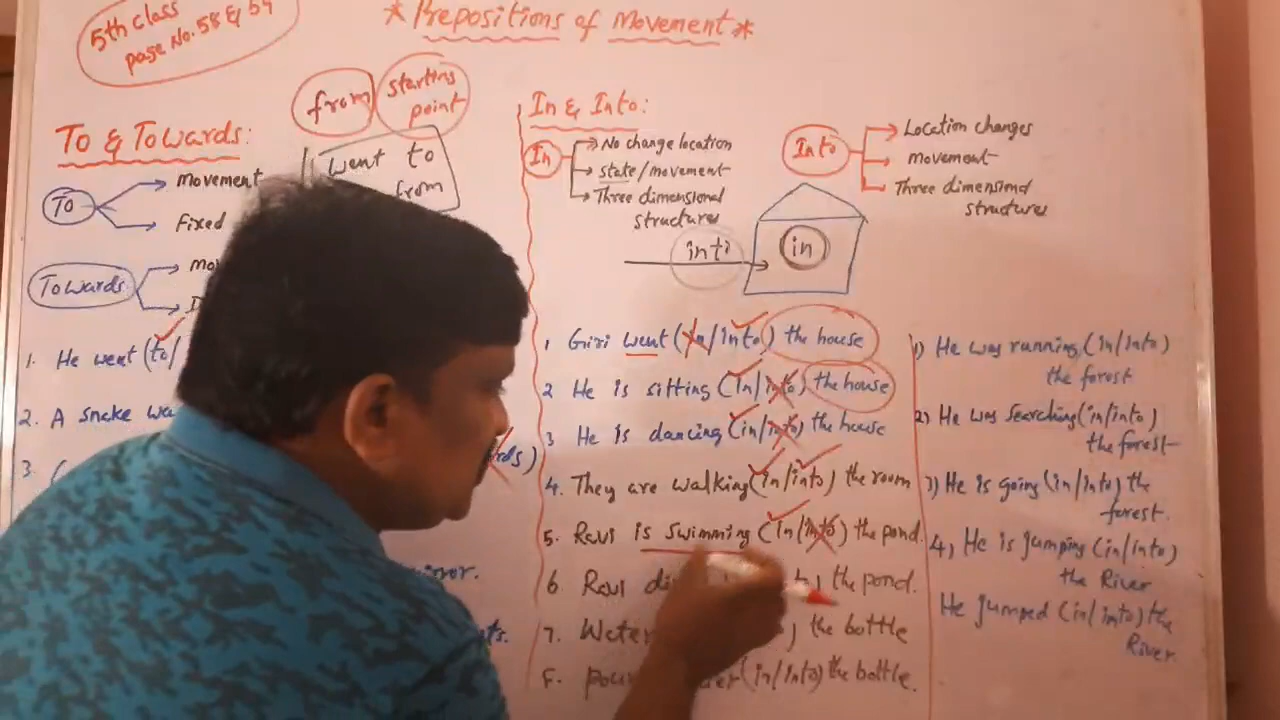 5th class
page No. 58 & 59
* Prepositions of Movement *
To & Towards:
from
starting
point
went to
from
To
movement
Fixed
Towards
1. He went (to/
2. A snake wa
3.
rds)
mirror.
In & Into:
In
No change location
state/movement
Three dimensional
structures
Into
Location changes
movement
Three dimensional
structures
into
in
1 Giri went (in/into) the house
2 He is sitting (in/into) the house
3 He is dancing (in/into) the house
4. They are walking (in/into) the room
5. Ravi is swimming (in/into) the pond.
6 Ravi the pond.
7. Water the bottle
8. (in/into) the bottle.
1) He was running (in/into)
the forest
2) He was searching (in/into)
the forest
3) He is going (in/into) the
forest.
4) He is jumping (in/into)
the River
He jumped (in/into) the
River.